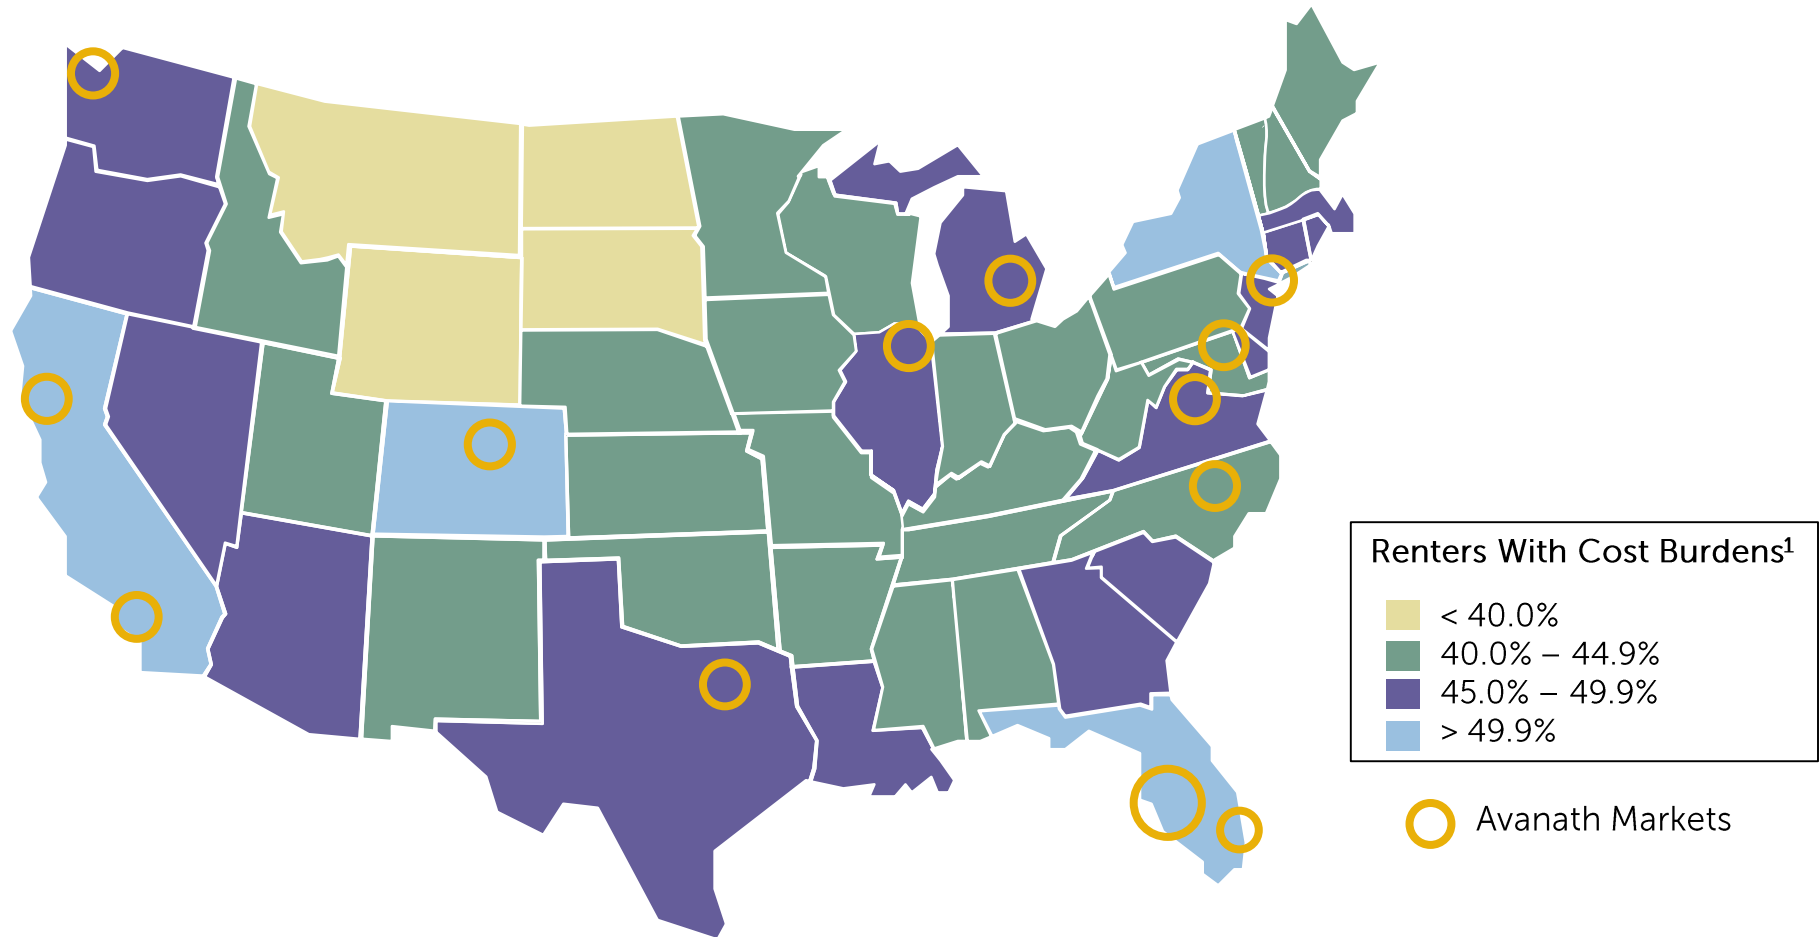 Renters With Cost Burdens¹
< 40.0%
40.0% – 44.9%
45.0% – 49.9%
> 49.9%
Avanath Markets